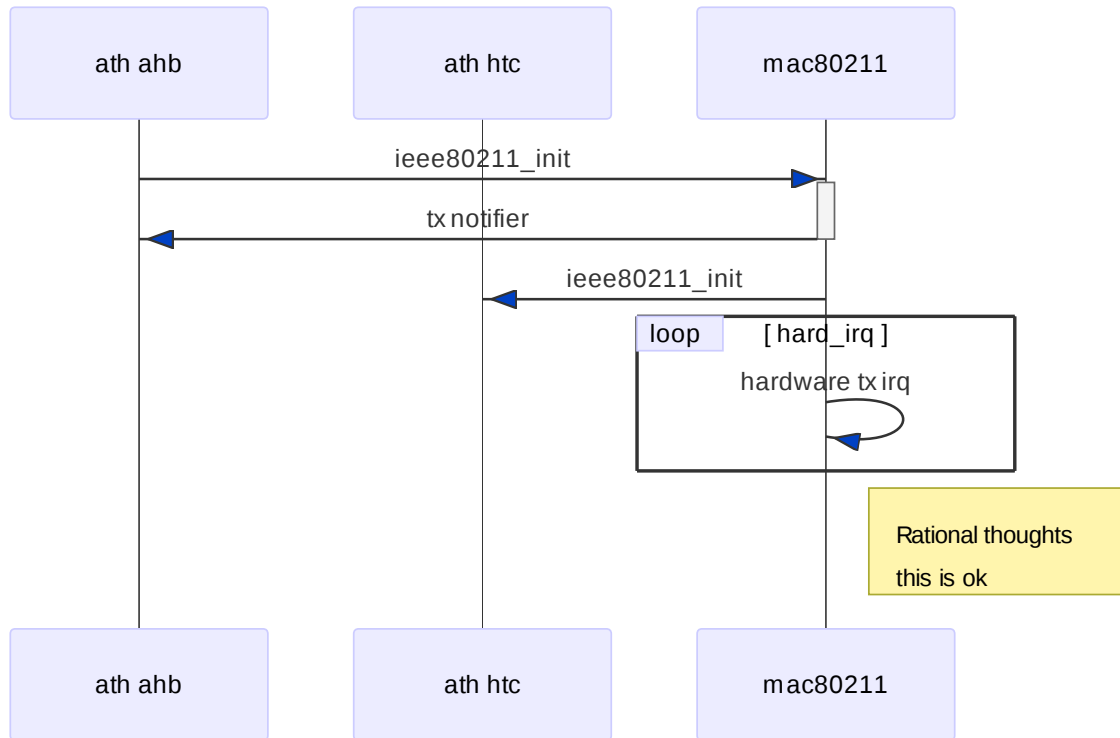 ath ahb
ath htc
mac80211
ieee80211_init
tx notifier
ieee80211_init
loop
[ hard_irq ]
hardware tx irq
Rational thoughts
this is ok
ath ahb
ath htc
mac80211